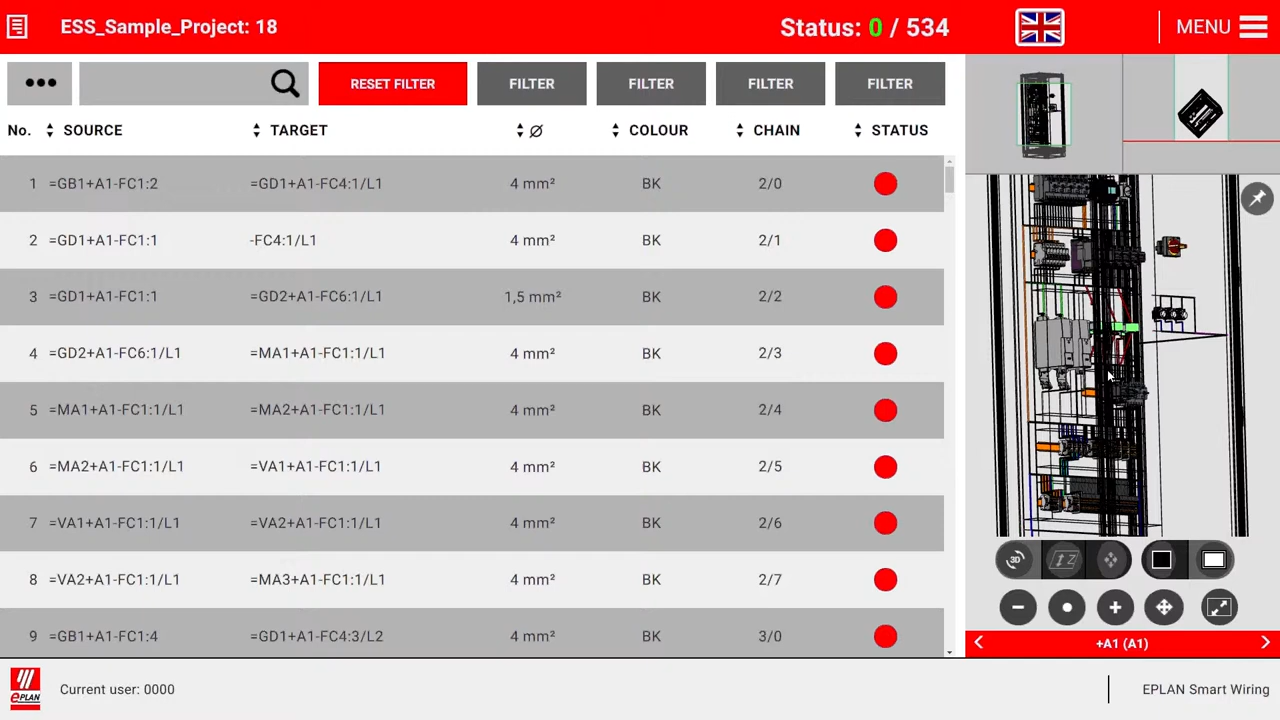 ESS_Sample_Project: 18
Status: 0 / 534
MENU
RESET FILTER FILTER FILTER FILTER FILTER
No. SOURCE TARGET Ø COLOUR CHAIN STATUS
1 =GB1+A1-FC1:2 =GD1+A1-FC4:1/L1 4 mm² BK 2/0
2 =GD1+A1-FC1:1 -FC4:1/L1 4 mm² BK 2/1
3 =GD1+A1-FC1:1 =GD2+A1-FC6:1/L1 1,5 mm² BK 2/2
4 =GD2+A1-FC6:1/L1 =MA1+A1-FC1:1/L1 4 mm² BK 2/3
5 =MA1+A1-FC1:1/L1 =MA2+A1-FC1:1/L1 4 mm² BK 2/4
6 =MA2+A1-FC1:1/L1 =VA1+A1-FC1:1/L1 4 mm² BK 2/5
7 =VA1+A1-FC1:1/L1 =VA2+A1-FC1:1/L1 4 mm² BK 2/6
8 =VA2+A1-FC1:1/L1 =MA3+A1-FC1:1/L1 4 mm² BK 2/7
9 =GB1+A1-FC1:4 =GD1+A1-FC4:3/L2 4 mm² BK 3/0
3D
Z
+A1 (A1)
ePLAN
Current user: 0000
EPLAN Smart Wiring